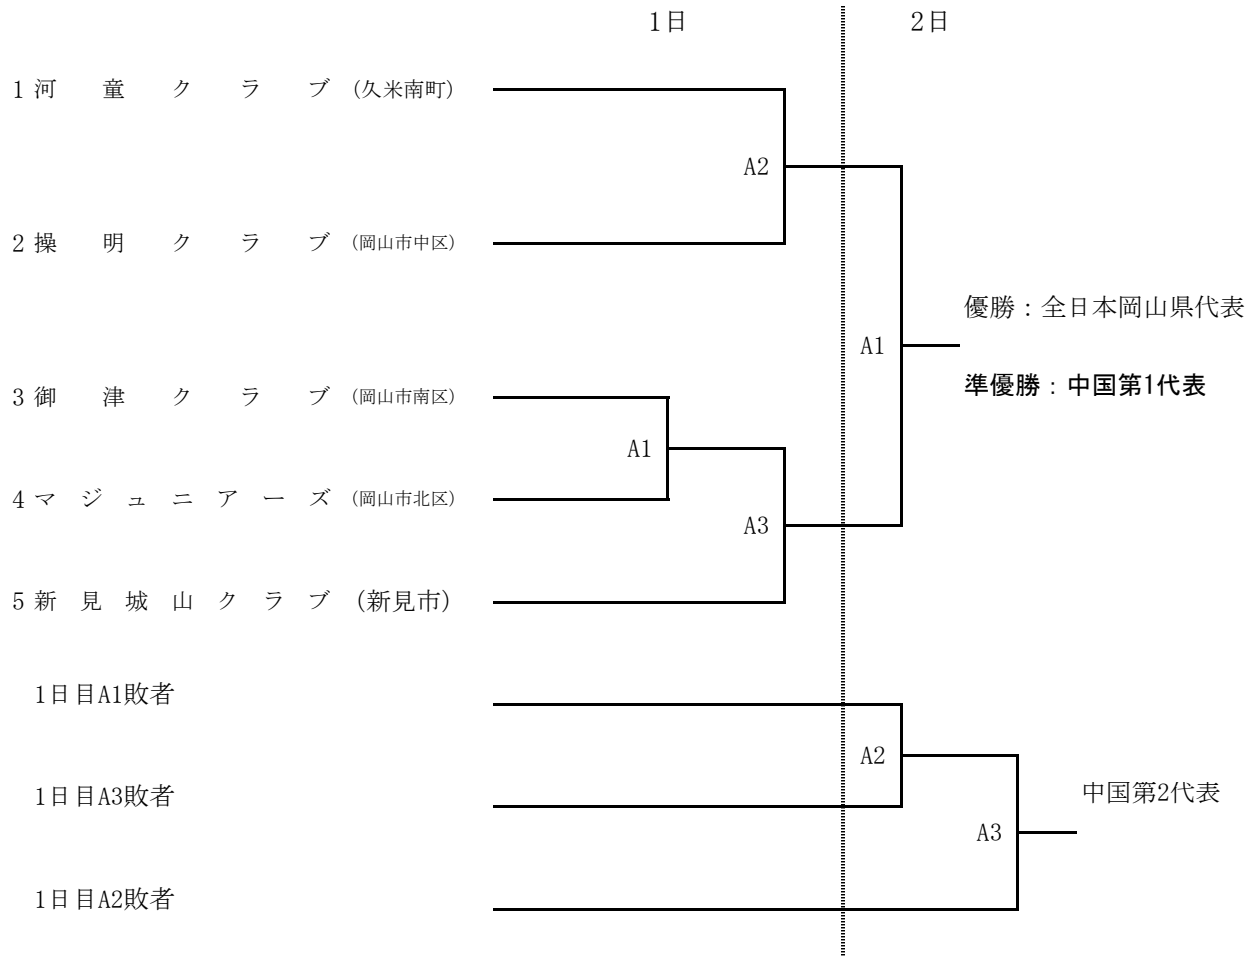 1日 2日
1 河童クラブ (久米南町)
A2
2 操明クラブ (岡山市中区)
優勝：全日本岡山県代表
A1
準優勝：中国第1代表
3 御津クラブ (岡山市南区)
A1
4 マジュニアーズ (岡山市北区)
A3
5 新見城山クラブ (新見市)
1日目A1敗者
A2
1日目A3敗者
中国第2代表
A3
1日目A2敗者